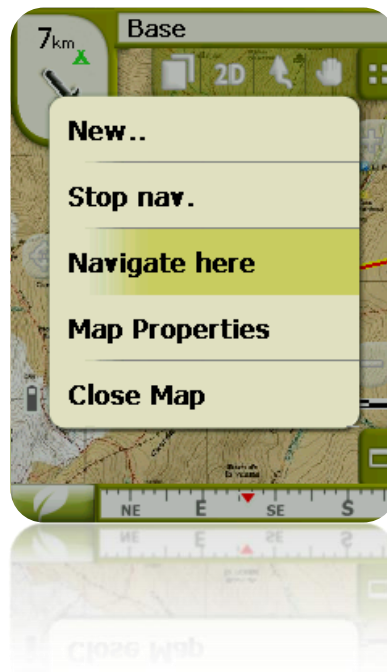 Base
7km
2D
New..
Stop nav.
Navigate here
Map Properties
Close Map
NE E SE S